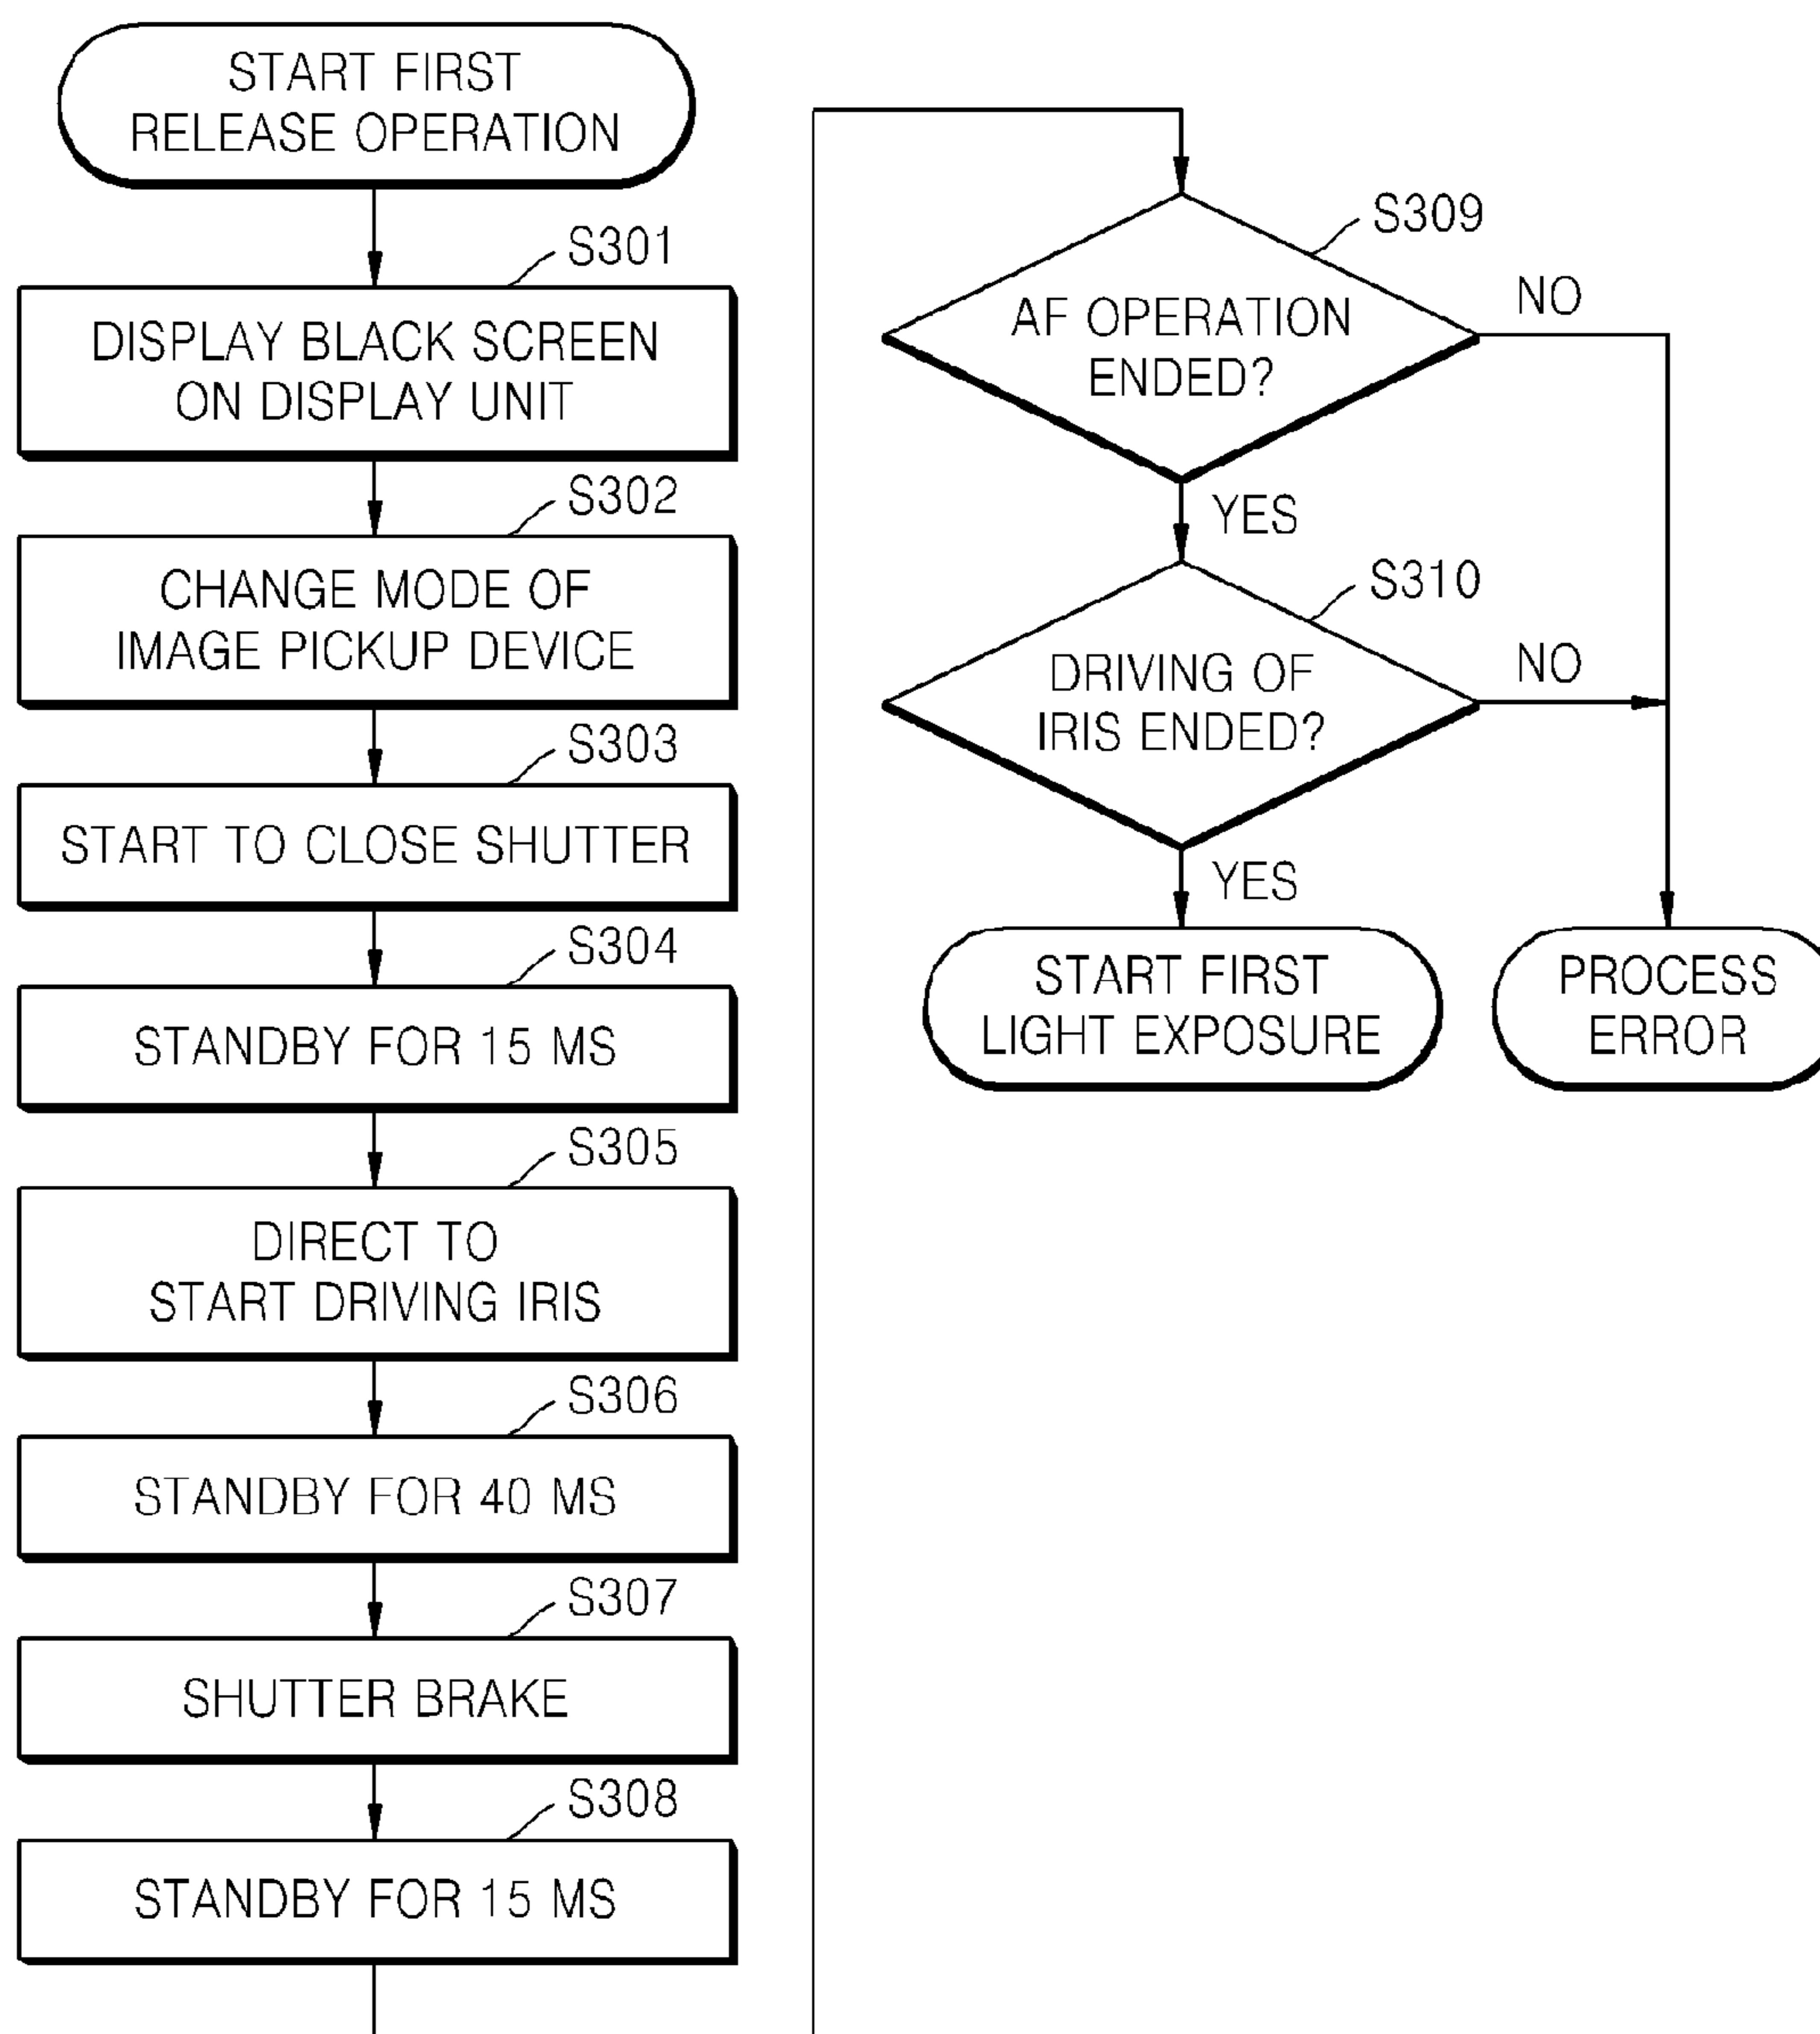 START FIRST
RELEASE OPERATION
S301
DISPLAY BLACK SCREEN
ON DISPLAY UNIT
S302
CHANGE MODE OF
IMAGE PICKUP DEVICE
S303
START TO CLOSE SHUTTER
S304
STANDBY FOR 15 MS
S305
DIRECT TO
START DRIVING IRIS
S306
STANDBY FOR 40 MS
S307
SHUTTER BRAKE
S308
STANDBY FOR 15 MS
S309
AF OPERATION
ENDED?
NO
YES
S310
DRIVING OF
IRIS ENDED?
NO
YES
START FIRST
LIGHT EXPOSURE
PROCESS
ERROR